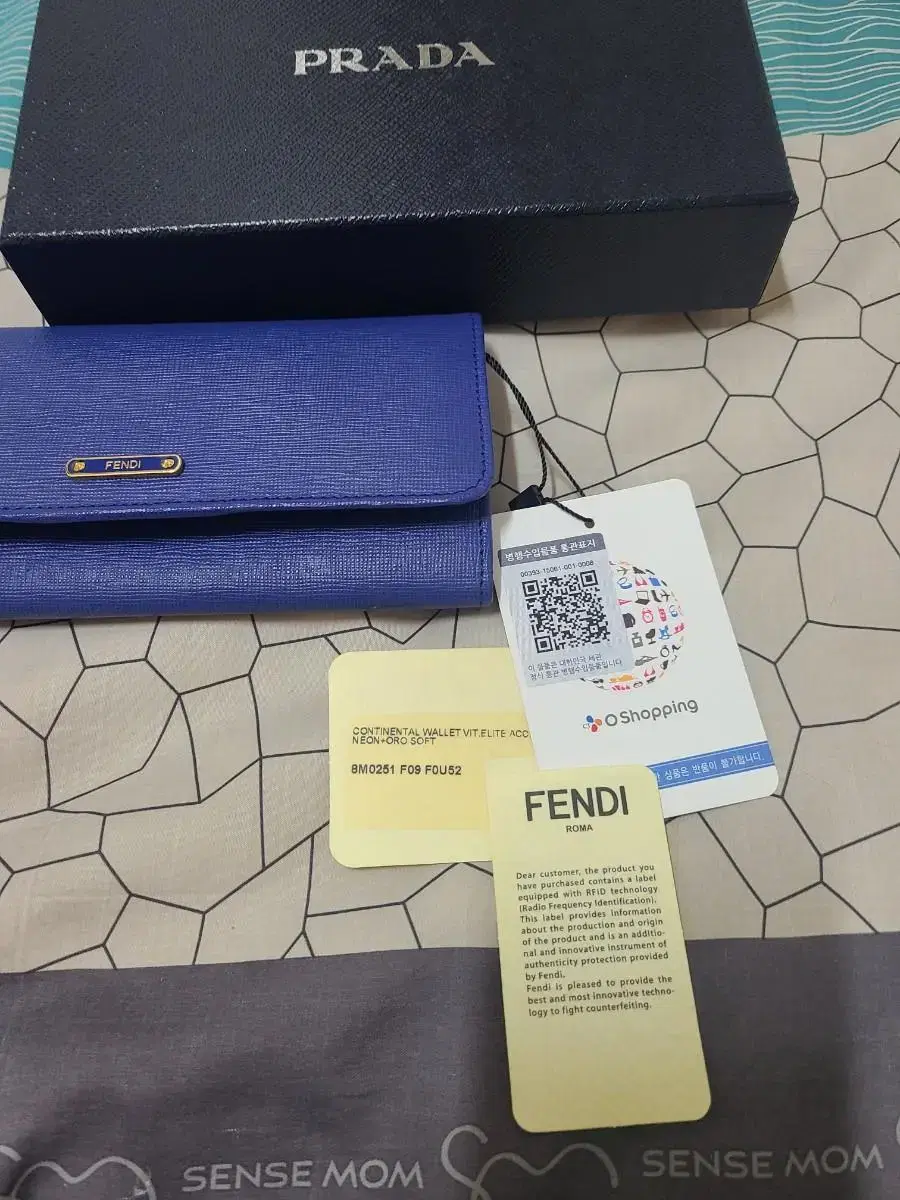 PRADA
FENDI
병행수입물품 통관표지
00393-15061-001-0008
이 물품은 대한민국 세관
정식 통관 병행수입물품입니다
CJ O Shopping
상품은 반품이 불가합니다.
CONTINENTAL WALLET VIT.ELITE ACC
NEON+ORO SOFT
8M0251 F09 F0U52
FENDI
ROMA
Dear customer, the product you
have purchased contains a label
equipped with RFiD technology
(Radio Frequency Identification).
This label provides information
about the production and origin
of the product and is an additio-
nal and innovative instrument of
authenticity protection provided
by Fendi.
Fendi is pleased to provide the
best and most innovative techno-
logy to fight counterfeiting.
SENSE MOM
SENSE MOM